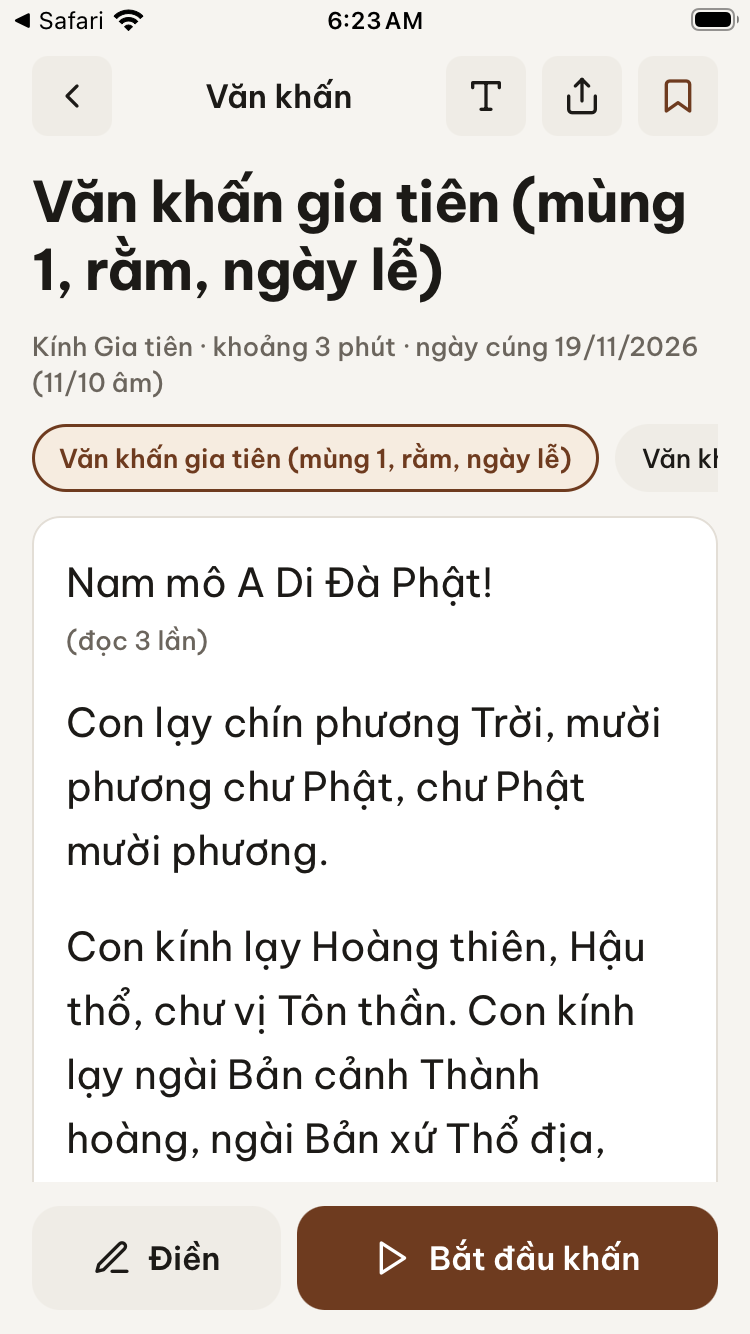 Safari
6:23 AM
Văn khấn
Văn khấn gia tiên (mùng
1, rằm, ngày lễ)
Kính Gia tiên · khoảng 3 phút · ngày cúng 19/11/2026
(11/10 âm)
Văn khấn gia tiên (mùng 1, rằm, ngày lễ)
Văn kh
Nam mô A Di Đà Phật!
(đọc 3 lần)
Con lạy chín phương Trời, mười
phương chư Phật, chư Phật
mười phương.
Con kính lạy Hoàng thiên, Hậu
thổ, chư vị Tôn thần. Con kính
lạy ngài Bản cảnh Thành
hoàng, ngài Bản xứ Thổ địa,
Điền
Bắt đầu khấn